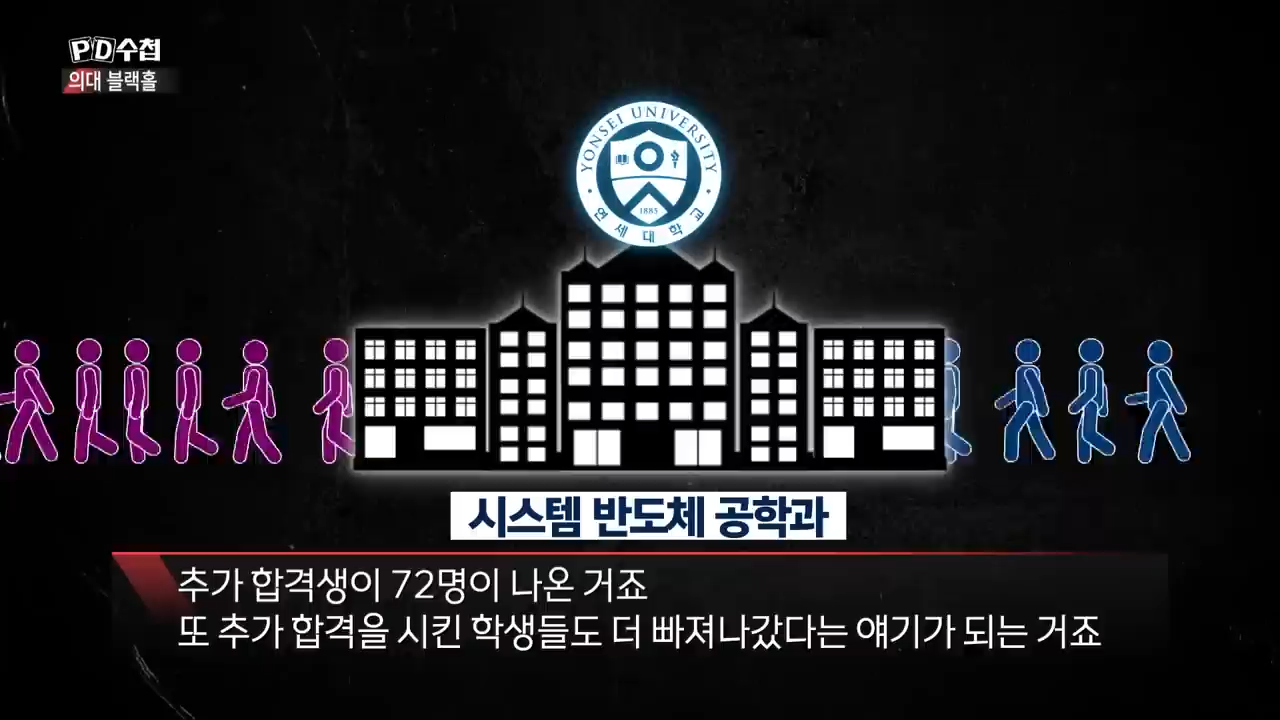 PD수첩
의대 블랙홀
YONSEI UNIVERSITY
1885
연세대학교
시스템 반도체 공학과
추가 합격생이 72명이 나온 거죠
또 추가 합격을 시킨 학생들도 더 빠져나갔다는 얘기가 되는 거죠